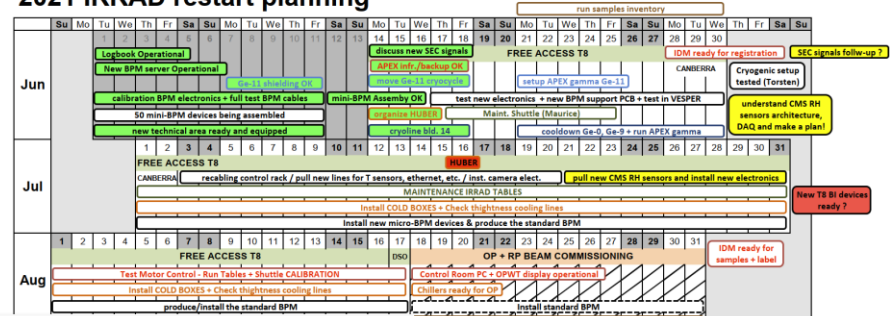 2021 IRRAD restart planning
run samples inventory
Su Mo Tu We Th Fr Sa Su Mo Tu We Th Fr Sa Su Mo Tu We Th Fr Sa Su Mo Tu We Th Fr Sa Su Mo Tu We Th Fr Sa Su
1 2 3 4 5 6 7 8 9 10 11 12 13 14 15 16 17 18 19 20 21 22 23 24 25 26 27 28 29 30
Jun
Logbook Operational
discuss new SEC signals
FREE ACCESS T8
IDM ready for registration
SEC signals follw-up ?
New BPM server Operational
APEX infr./backup OK
CANBERRA
Cryogenic setup
tested (Torsten)
Ge-11 shielding OK
move Ge-11 cryocycle
setup APEX gamma Ge-11
calibration BPM electronics + full test BPM cables
mini-BPM Assemby OK
test new electronics + new BPM support PCB + test in VESPER
understand CMS RH
sensors architecture,
DAQ and make a plan!
50 mini-BPM devices being assembled
organize HUBER
Maint. Shuttle (Maurice)
new technical area ready and equipped
cryoline bld. 14
cooldown Ge-0, Ge-9 + run APEX gamma
1 2 3 4 5 6 7 8 9 10 11 12 13 14 15 16 17 18 19 20 21 22 23 24 25 26 27 28 29 30 31
Jul
FREE ACCESS T8
HUBER
CANBERRA
recabling control rack / pull new lines for T sensors, ethernet, etc. / inst. camera elect.
pull new CMS RH sensors and install new electronics
MAINTENANCE IRRAD TABLES
New T8 BI devices
ready ?
Install COLD BOXES + Check thightness cooling lines
Install new micro-BPM devices & produce the standard BPM
1 2 3 4 5 6 7 8 9 10 11 12 13 14 15 16 17 18 19 20 21 22 23 24 25 26 27 28 29 30 31
Aug
FREE ACCESS T8
DSO
OP + RP BEAM COMMISSIONING
IDM ready for
samples + label
Test Motor Control - Run Tables + Shuttle CALIBRATION
Control Room PC + OPWT display operational
Install COLD BOXES + Check thightness cooling lines
Chillers ready for OP
produce/install the standard BPM
Install standard BPM